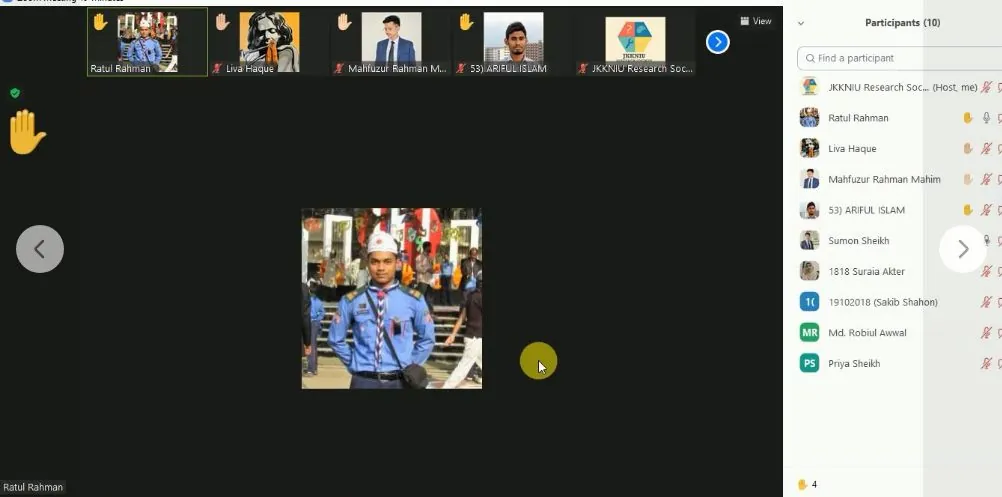 Ratul Rahman
Liva Haque
Mahfuzur Rahman M...
53) ARIFUL ISLAM
JKKNIU
JKKNIU Research Soc...
View
Ratul Rahman
Participants (10)
Find a participant
JKKNIU Research Soc... (Host, me)
Ratul Rahman
Liva Haque
Mahfuzur Rahman Mahim
53) ARIFUL ISLAM
Sumon Sheikh
1818 Suraia Akter
1(
19102018 (Sakib Shahon)
MR
Md. Robiul Awwal
PS
Priya Sheikh
4